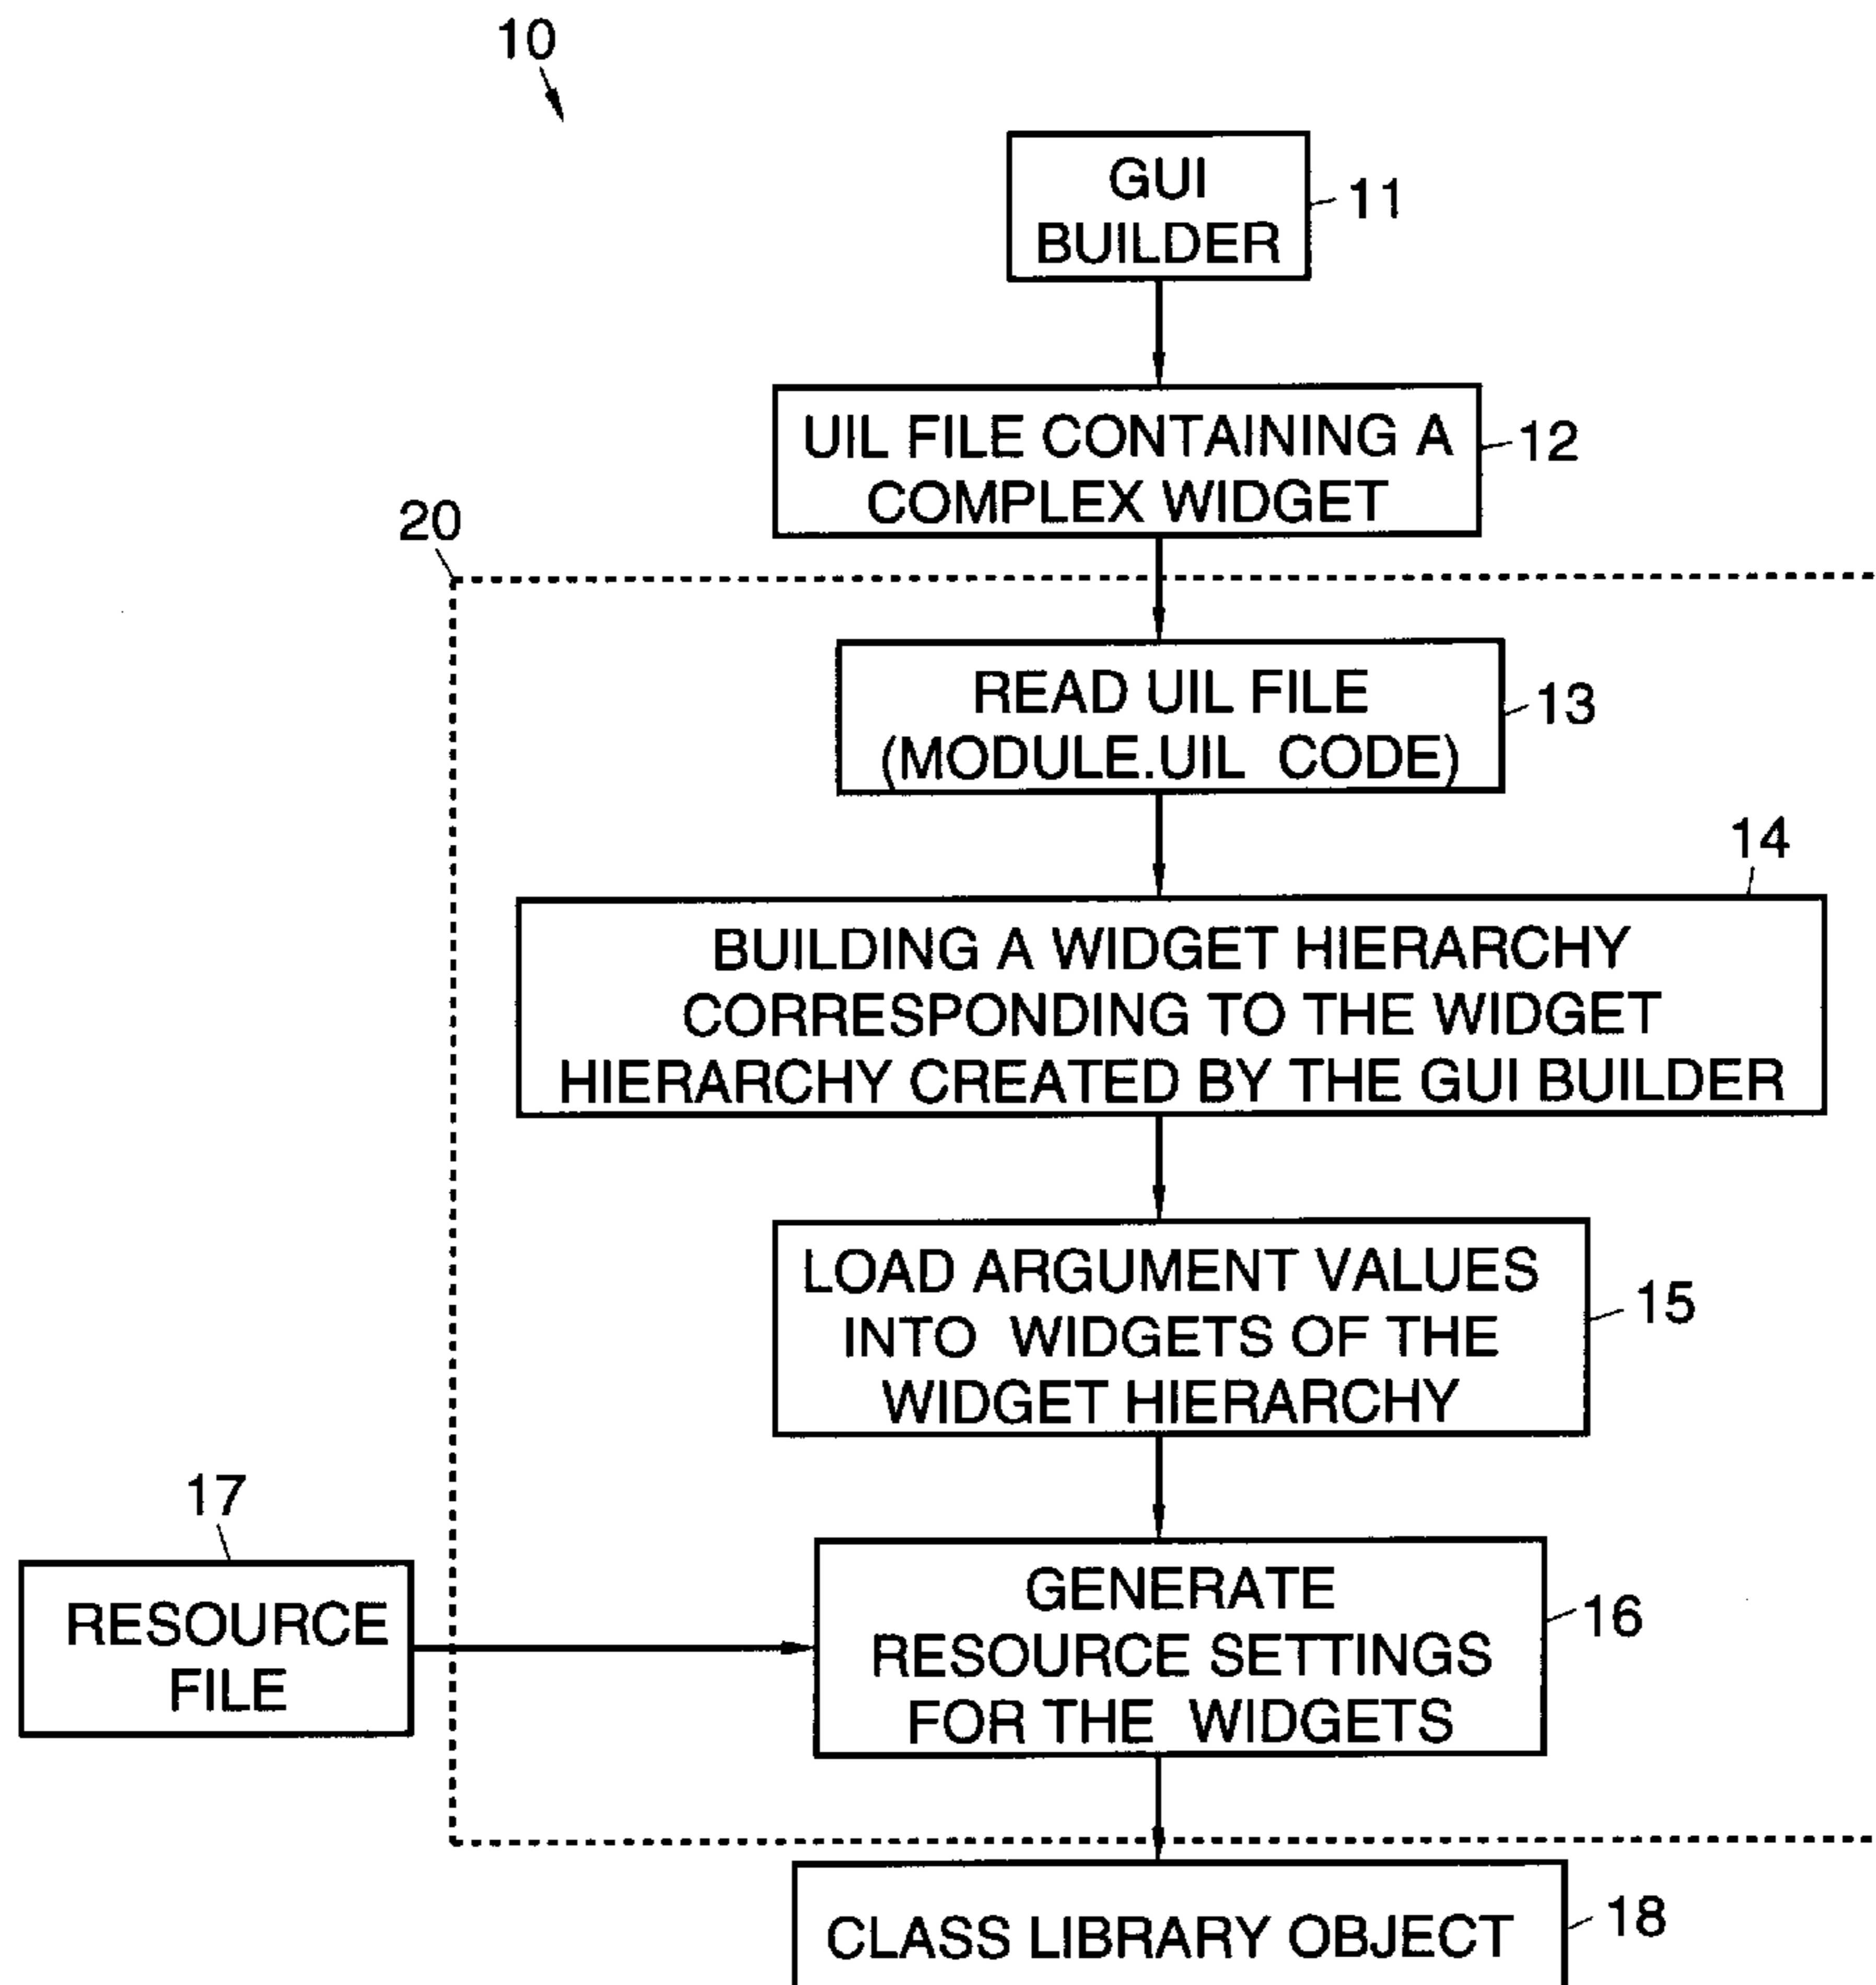 10
GUI
BUILDER
11
UIL FILE CONTAINING A
COMPLEX WIDGET
12
20
READ UIL FILE
(MODULE.UIL CODE)
13
14
BUILDING A WIDGET HIERARCHY
CORRESPONDING TO THE WIDGET
HIERARCHY CREATED BY THE GUI BUILDER
LOAD ARGUMENT VALUES
INTO WIDGETS OF THE
WIDGET HIERARCHY
15
17
RESOURCE
FILE
GENERATE
RESOURCE SETTINGS
FOR THE WIDGETS
16
CLASS LIBRARY OBJECT
18